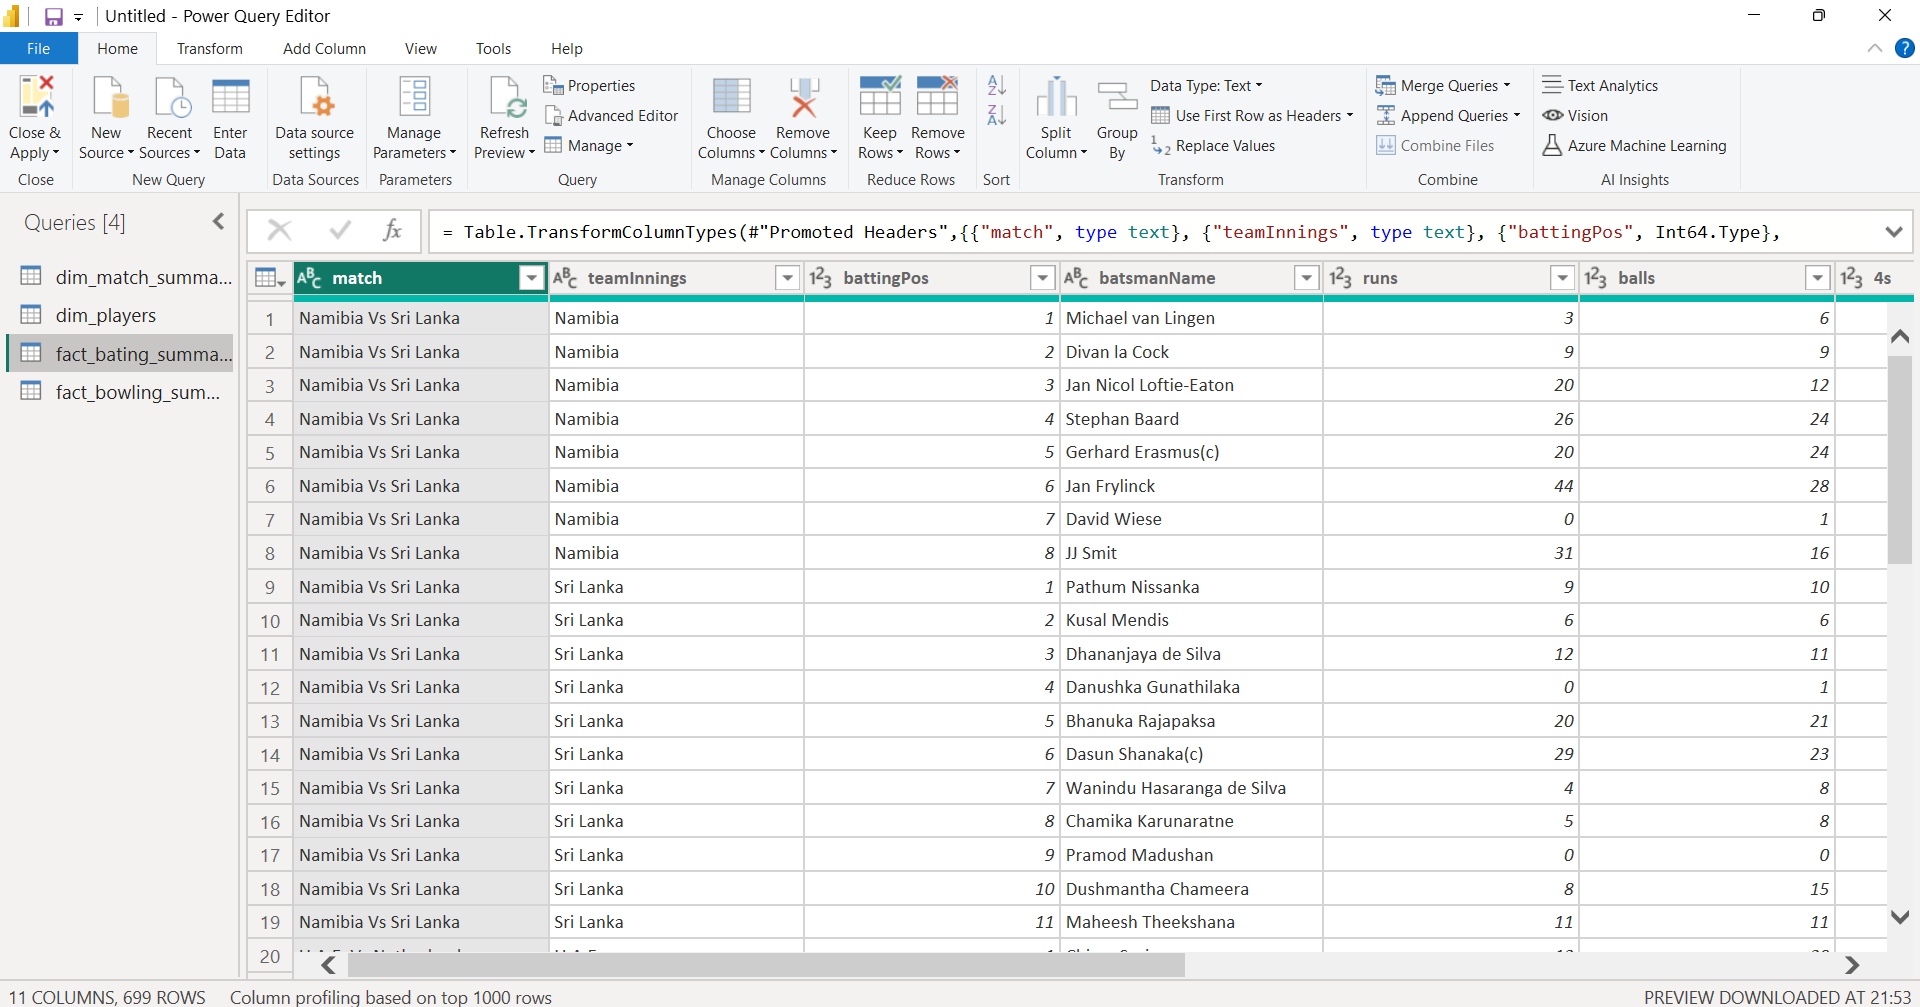 Untitled - Power Query Editor
File Home Transform Add Column View Tools Help
Close & Apply
New Source
Recent Sources
Enter Data
Data source settings
Manage Parameters
Refresh Preview
Properties
Advanced Editor
Manage
Choose Columns
Remove Columns
Keep Rows
Remove Rows
Split Column
Group By
Data Type: Text
Use First Row as Headers
Replace Values
Merge Queries
Append Queries
Combine Files
Text Analytics
Vision
Azure Machine Learning
Close New Query Data Sources Parameters Query Manage Columns Reduce Rows Sort Transform Combine AI Insights
Queries [4]
dim_match_summa...
dim_players
fact_bating_summa...
fact_bowling_sum...
fx = Table.TransformColumnTypes(#"Promoted Headers",{{"match", type text}, {"teamInnings", type text}, {"battingPos", Int64.Type},
ABC match ABC teamInnings 123 battingPos ABC batsmanName 123 runs 123 balls 123 4s
1 Namibia Vs Sri Lanka Namibia 1 Michael van Lingen 3 6
2 Namibia Vs Sri Lanka Namibia 2 Divan la Cock 9 9
3 Namibia Vs Sri Lanka Namibia 3 Jan Nicol Loftie-Eaton 20 12
4 Namibia Vs Sri Lanka Namibia 4 Stephan Baard 26 24
5 Namibia Vs Sri Lanka Namibia 5 Gerhard Erasmus(c) 20 24
6 Namibia Vs Sri Lanka Namibia 6 Jan Frylinck 44 28
7 Namibia Vs Sri Lanka Namibia 7 David Wiese 0 1
8 Namibia Vs Sri Lanka Namibia 8 JJ Smit 31 16
9 Namibia Vs Sri Lanka Sri Lanka 1 Pathum Nissanka 9 10
10 Namibia Vs Sri Lanka Sri Lanka 2 Kusal Mendis 6 6
11 Namibia Vs Sri Lanka Sri Lanka 3 Dhananjaya de Silva 12 11
12 Namibia Vs Sri Lanka Sri Lanka 4 Danushka Gunathilaka 0 1
13 Namibia Vs Sri Lanka Sri Lanka 5 Bhanuka Rajapaksa 20 21
14 Namibia Vs Sri Lanka Sri Lanka 6 Dasun Shanaka(c) 29 23
15 Namibia Vs Sri Lanka Sri Lanka 7 Wanindu Hasaranga de Silva 4 8
16 Namibia Vs Sri Lanka Sri Lanka 8 Chamika Karunaratne 5 8
17 Namibia Vs Sri Lanka Sri Lanka 9 Pramod Madushan 0 0
18 Namibia Vs Sri Lanka Sri Lanka 10 Dushmantha Chameera 8 15
19 Namibia Vs Sri Lanka Sri Lanka 11 Maheesh Theekshana 11 11
20
11 COLUMNS, 699 ROWS Column profiling based on top 1000 rows PREVIEW DOWNLOADED AT 21:53